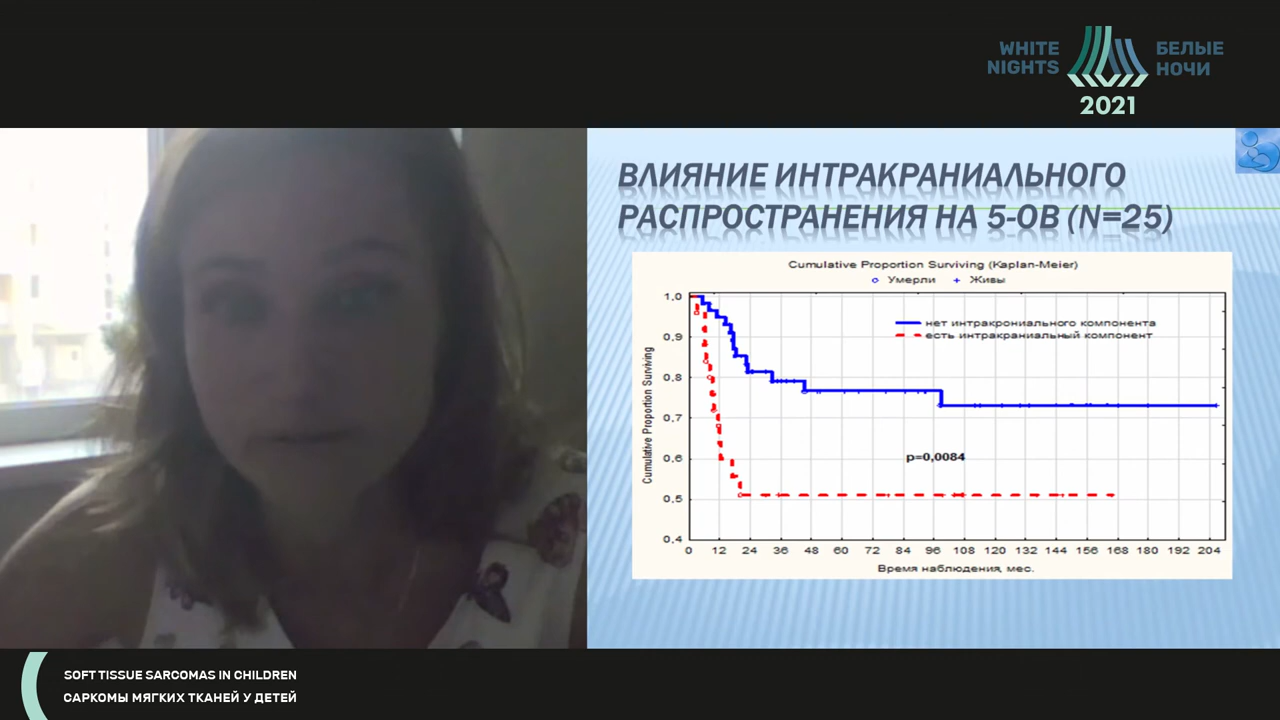 WHITE NIGHTS
БЕЛЫЕ НОЧИ
2021
ВЛИЯНИЕ ИНТРАКРАНИАЛЬНОГО
РАСПРОСТРАНЕНИЯ НА 5-ОВ (N=25)
Cumulative Proportion Surviving (Kaplan-Meier)
Умерли Живы
нет интракрониального компонента
есть интракраниальный компонент
Cumulative Proportion Surviving
1,0
0,9
0,8
0,7
0,6
0,5
0,4
p=0,0084
0 12 24 36 48 60 72 84 96 108 120 132 144 156 168 180 192 204
Время наблюдения, мес.
SOFT TISSUE SARCOMAS IN CHILDREN
САРКОМЫ МЯГКИХ ТКАНЕЙ У ДЕТЕЙ